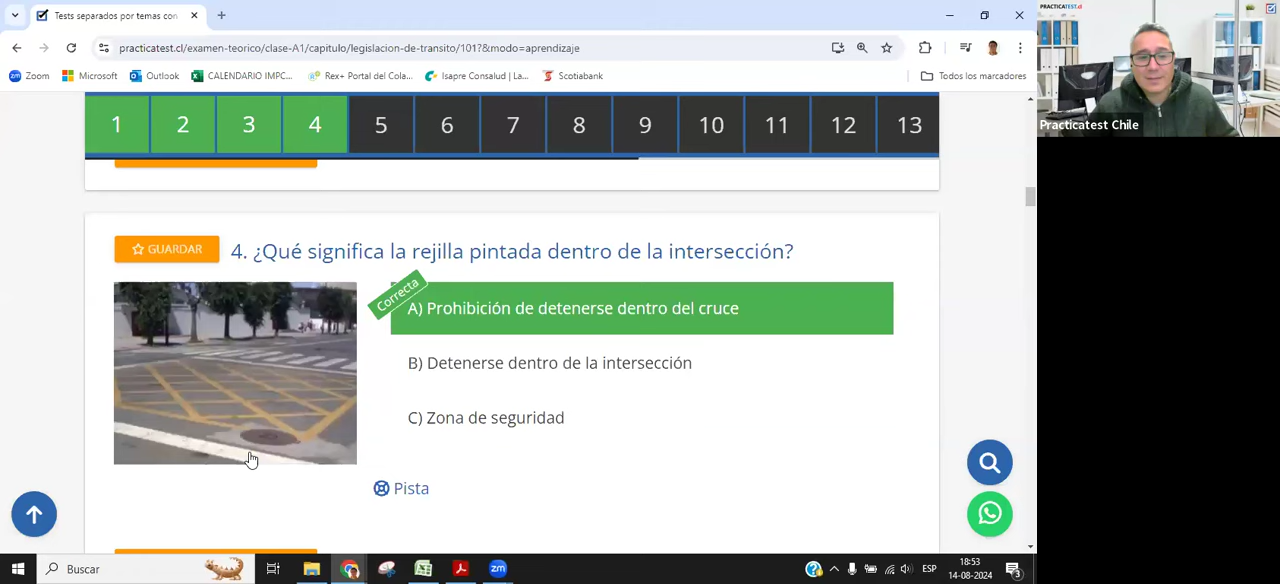 Tests separados por temas con
practicatest.cl/examen-teorico/clase-A1/capitulo/legislacion-de-transito/101?&modo=aprendizaje
Zoom
Microsoft
Outlook
CALENDARIO IMPC...
Rex+ Portal del Cola...
Isapre Consalud | La...
Scotiabank
Todos los marcadores
PRACTICATEST.cl
Practicatest Chile
1 2 3 4 5 6 7 8 9 10 11 12 13
GUARDAR
4. ¿Qué significa la rejilla pintada dentro de la intersección?
Correcta
A) Prohibición de detenerse dentro del cruce
B) Detenerse dentro de la intersección
C) Zona de seguridad
Pista
Buscar
zm
ESP
18:53
14-08-2024
3